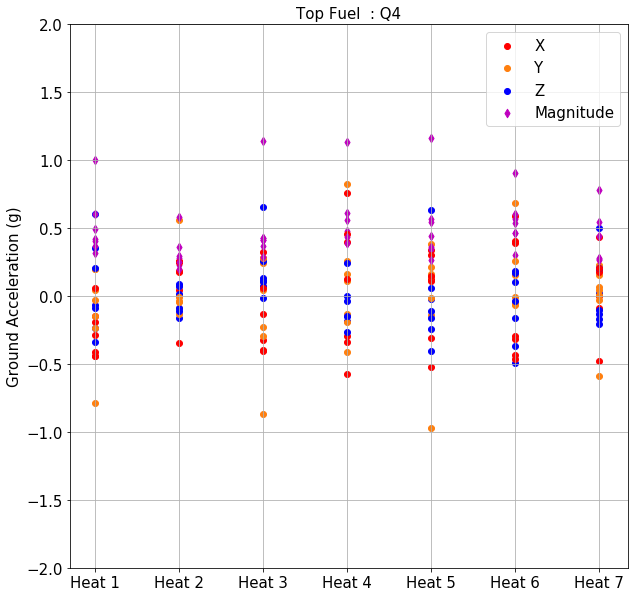 Top Fuel : Q4
X
Y
Z
Magnitude
Ground Acceleration (g)
2.0
1.5
1.0
0.5
0.0
−0.5
−1.0
−1.5
−2.0
Heat 1 Heat 2 Heat 3 Heat 4 Heat 5 Heat 6 Heat 7